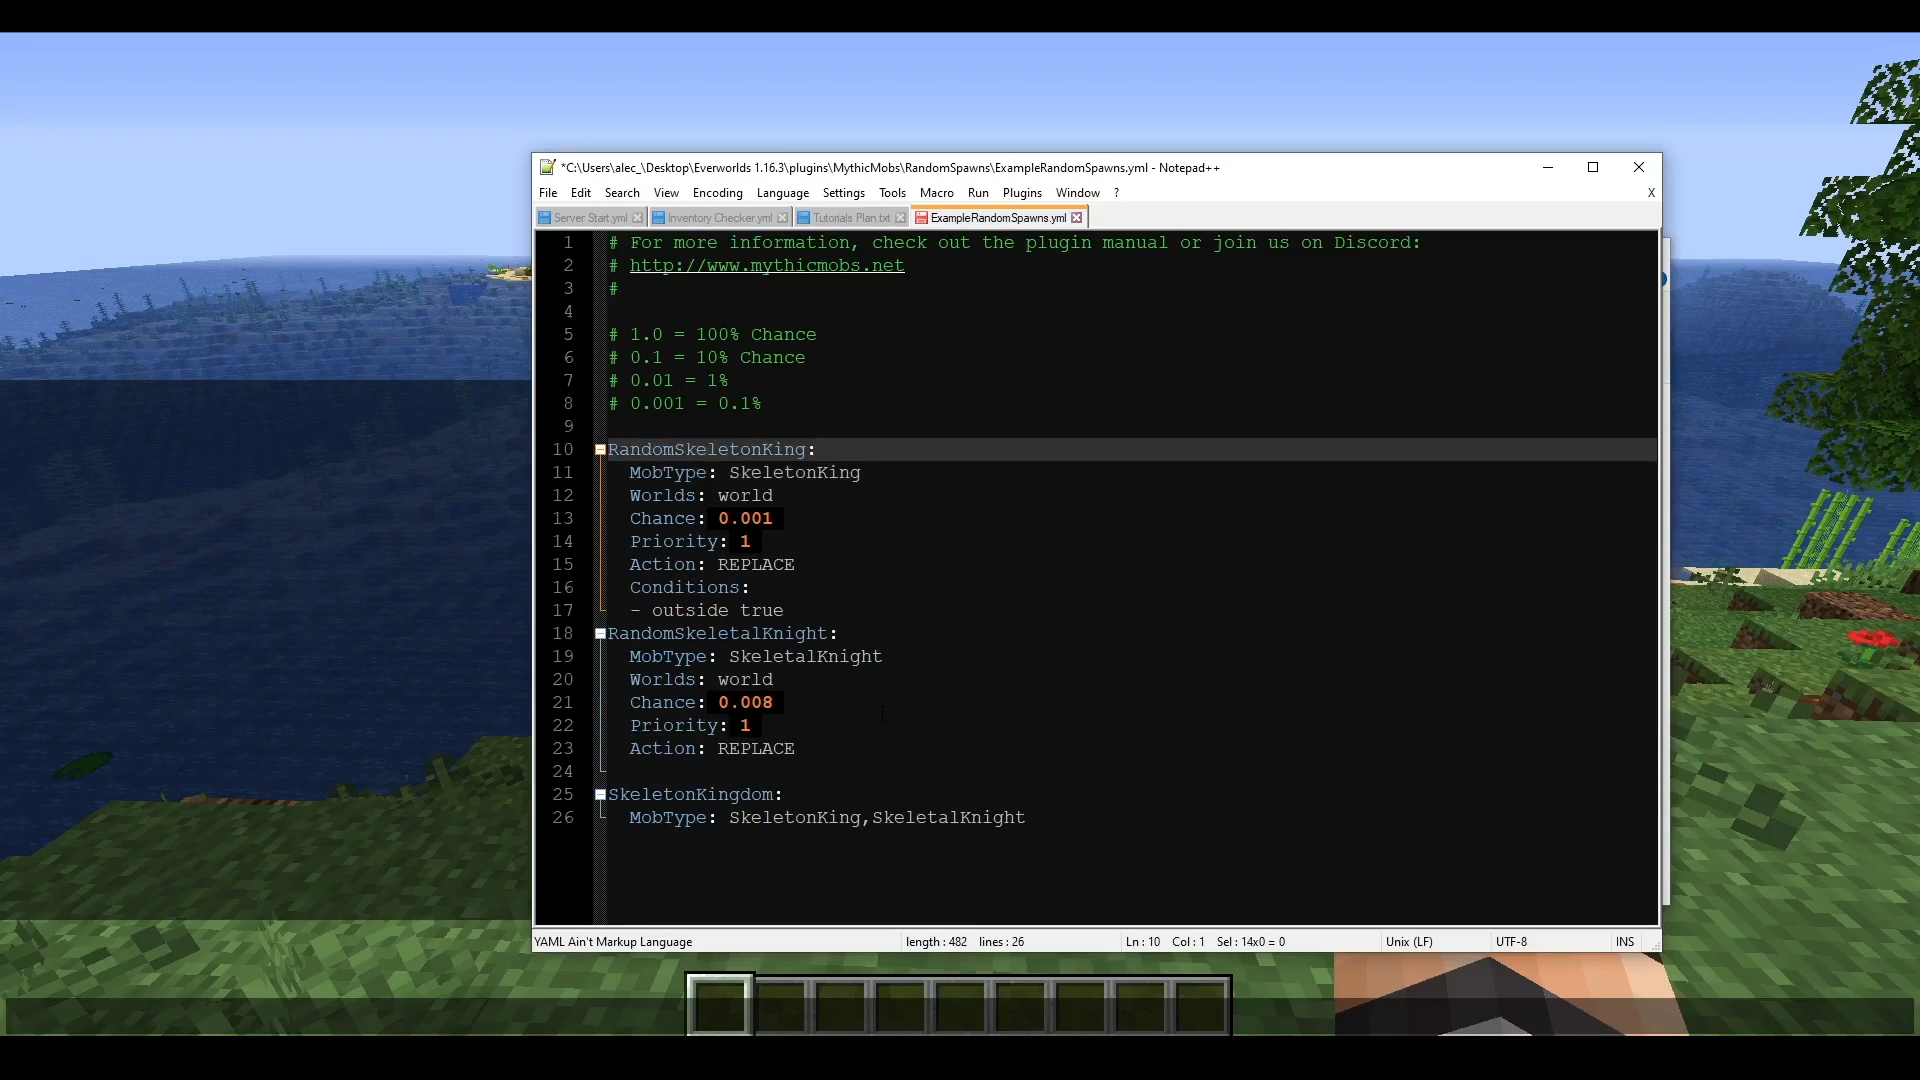 *C:\Users\alec_\Desktop\Everworlds 1.16.3\plugins\MythicMobs\RandomSpawns\ExampleRandomSpawns.yml - Notepad++
File Edit Search View Encoding Language Settings Tools Macro Run Plugins Window ? X
Server Start.yml Inventory Checker.yml Tutorials Plan.txt ExampleRandomSpawns.yml
1 # For more information, check out the plugin manual or join us on Discord:
2 # http://www.mythicmobs.net
3 #
4
5 # 1.0 = 100% Chance
6 # 0.1 = 10% Chance
7 # 0.01 = 1%
8 # 0.001 = 0.1%
9
10 RandomSkeletonKing:
11 MobType: SkeletonKing
12 Worlds: world
13 Chance: 0.001
14 Priority: 1
15 Action: REPLACE
16 Conditions:
17 - outside true
18 RandomSkeletalKnight:
19 MobType: SkeletalKnight
20 Worlds: world
21 Chance: 0.008
22 Priority: 1
23 Action: REPLACE
24
25 SkeletonKingdom:
26 MobType: SkeletonKing,SkeletalKnight
YAML Ain't Markup Language length : 482 lines : 26 Ln : 10 Col : 1 Sel : 14x0 = 0 Unix (LF) UTF-8 INS